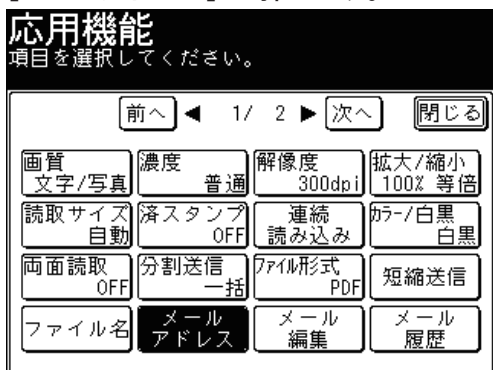 応用機能
項目を選択してください。
前へ ◀ 1/ 2 ▶ 次へ 閉じる
画質 濃度 解像度 拡大/縮小
文字/写真 普通 300dpi 100% 等倍
読取サイズ 済スタンプ 連続 ｶﾗｰ/白黒
自動 OFF 読み込み 白黒
両面読取 分割送信 ﾌｧｲﾙ形式 短縮送信
OFF 一括 PDF
ファイル名 メール メール メール
アドレス 編集 履歴